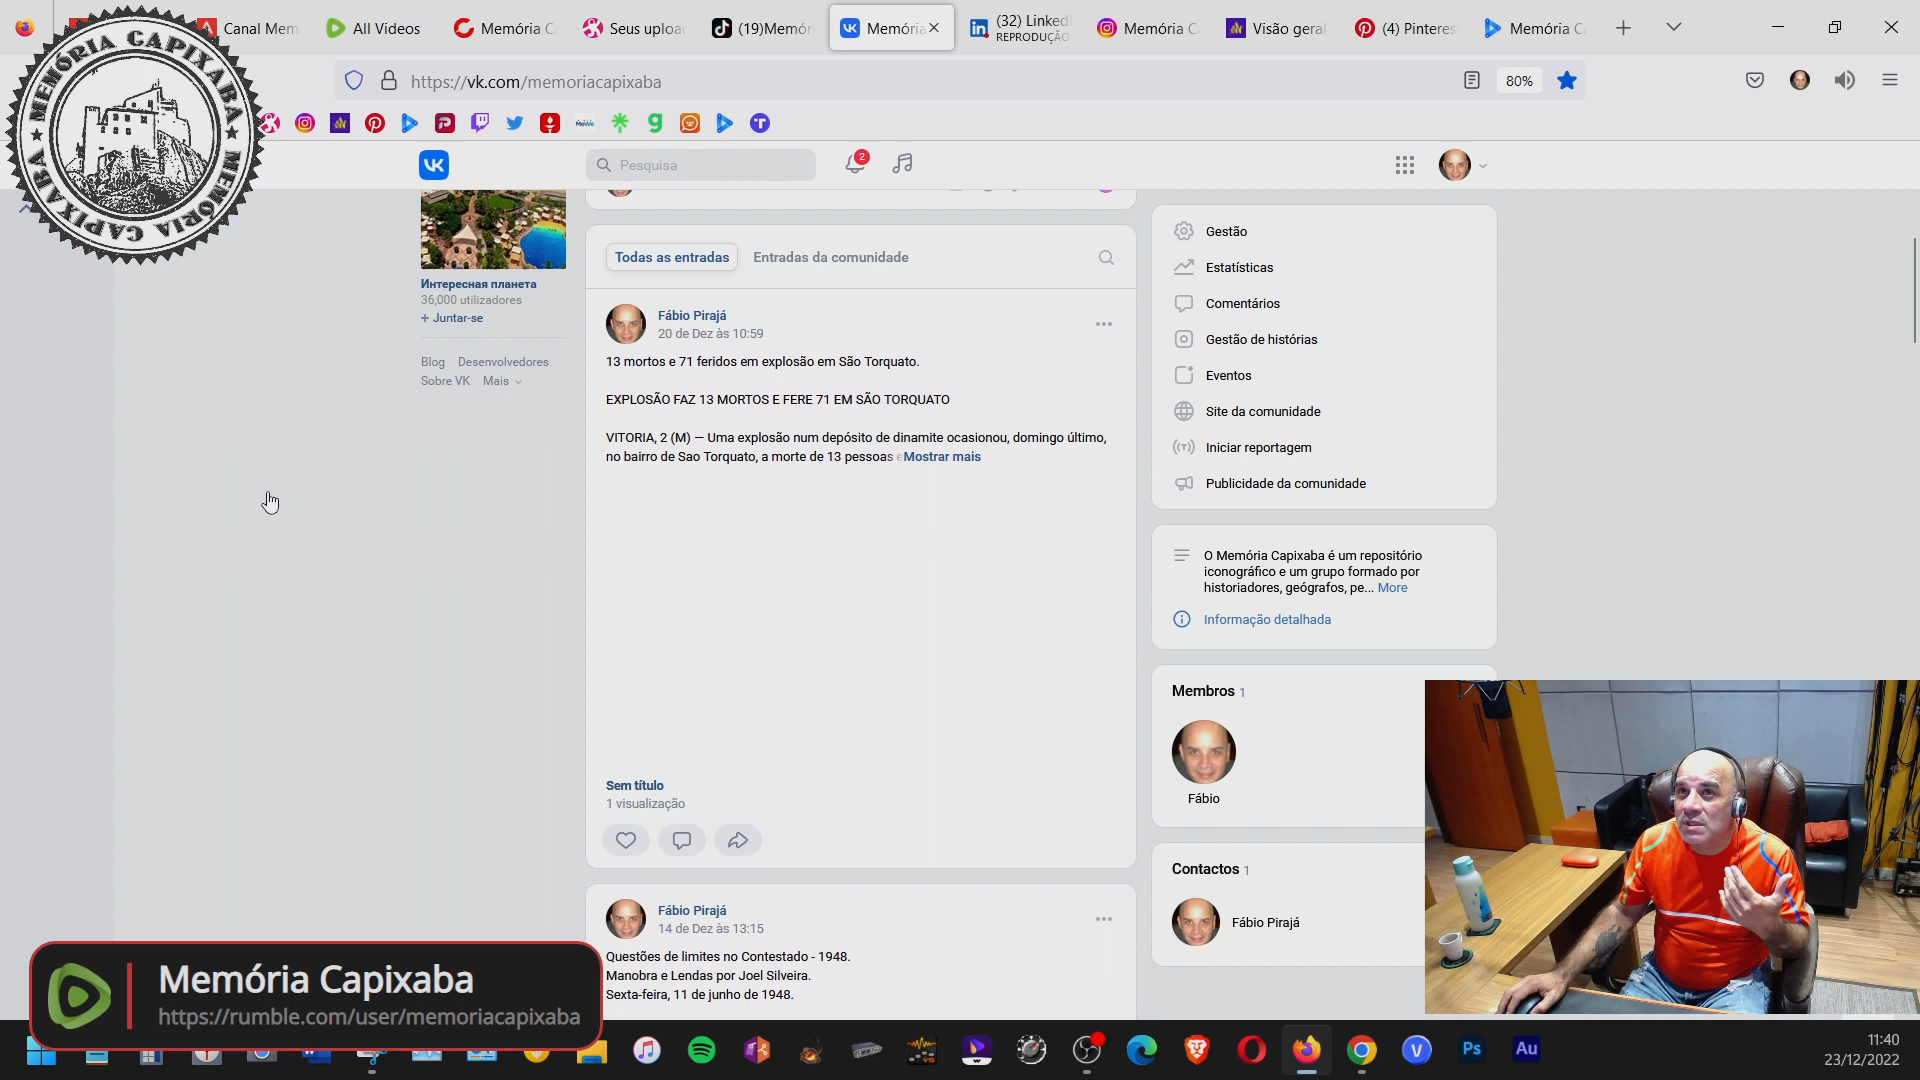 Canal Mem
All Videos
Memória C
Seus uploa
(19)Memór
Memória
(32) Linked
REPRODUÇÃO
Memória C
Visão geral
(4) Pinteres
Memória C
https://vk.com/memoriacapixaba
80%
MEMÓRIA CAPIXABA ★ MEMÓRIA CAPIXABA ★
Pesquisa
2
Интересная планета
36,000 utilizadores
+ Juntar-se
Blog Desenvolvedores
Sobre VK Mais
Todas as entradas
Entradas da comunidade
Fábio Pirajá
20 de Dez às 10:59
13 mortos e 71 feridos em explosão em São Torquato.
EXPLOSÃO FAZ 13 MORTOS E FERE 71 EM SÃO TORQUATO
VITORIA, 2 (M) — Uma explosão num depósito de dinamite ocasionou, domingo último,
no bairro de Sao Torquato, a morte de 13 pessoas e Mostrar mais
Sem título
1 visualização
Fábio Pirajá
14 de Dez às 13:15
Questões de limites no Contestado - 1948.
Manobra e Lendas por Joel Silveira.
Sexta-feira, 11 de junho de 1948.
Gestão
Estatísticas
Comentários
Gestão de histórias
Eventos
Site da comunidade
Iniciar reportagem
Publicidade da comunidade
O Memória Capixaba é um repositório
iconográfico e um grupo formado por
historiadores, geógrafos, pe... More
Informação detalhada
Membros 1
Fábio
Contactos 1
Fábio Pirajá
Memória Capixaba
https://rumble.com/user/memoriacapixaba
Ps
Au
11:40
23/12/2022